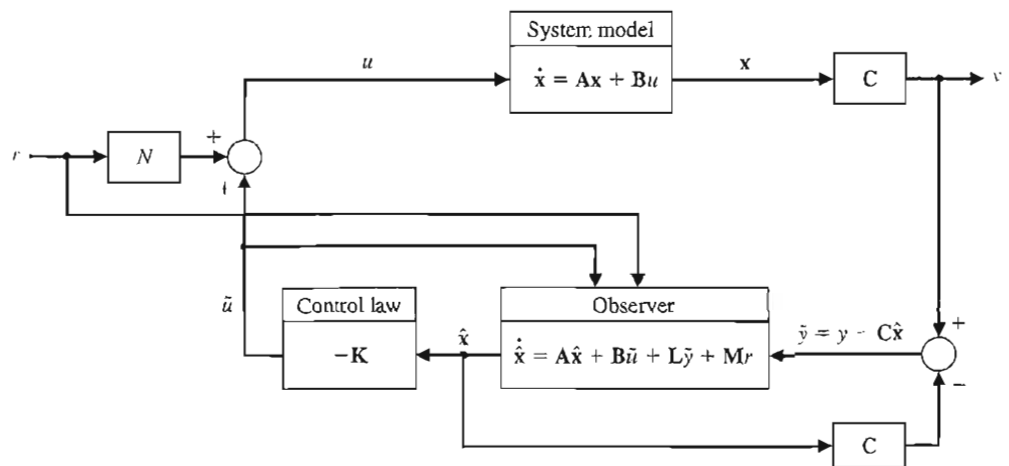 System model
u
ẋ = Ax + Bu
x
C
r
N
+
ũ
Control law
−K
x̂
Observer
x̂̇ = Ax̂ + Bũ + Lỹ + Mr
ỹ = y − Cx̂
+
−
C